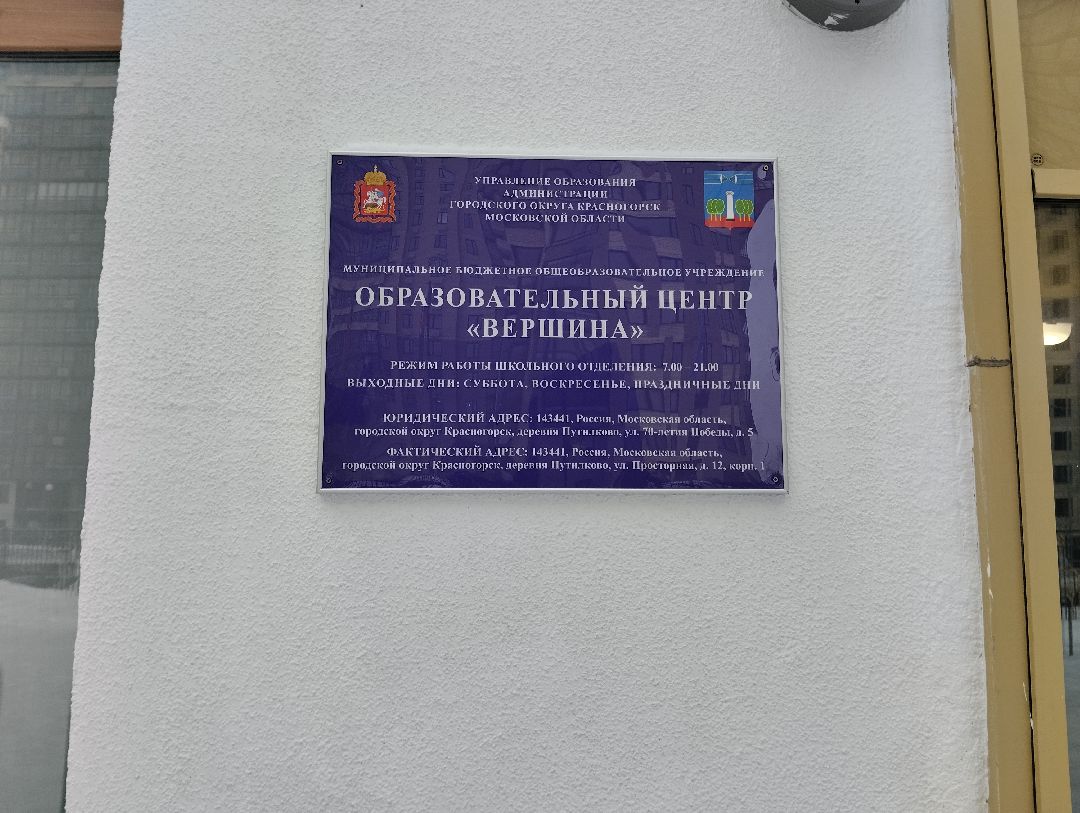 УПРАВЛЕНИЕ ОБРАЗОВАНИЯ
АДМИНИСТРАЦИИ
ГОРОДСКОГО ОКРУГА КРАСНОГОРСК
МОСКОВСКОЙ ОБЛАСТИ
МУНИЦИПАЛЬНОЕ БЮДЖЕТНОЕ ОБЩЕОБРАЗОВАТЕЛЬНОЕ УЧРЕЖДЕНИЕ
ОБРАЗОВАТЕЛЬНЫЙ ЦЕНТР
«ВЕРШИНА»
РЕЖИМ РАБОТЫ ШКОЛЬНОГО ОТДЕЛЕНИЯ: 7.00 – 21.00
ВЫХОДНЫЕ ДНИ: СУББОТА, ВОСКРЕСЕНЬЕ, ПРАЗДНИЧНЫЕ ДНИ
ЮРИДИЧЕСКИЙ АДРЕС: 143441, Россия, Московская область,
городской округ Красногорск, деревня Путилково, ул. 70-летия Победы, д. 5
ФАКТИЧЕСКИЙ АДРЕС: 143441, Россия, Московская область,
городской округ Красногорск, деревня Путилково, ул. Просторная, д. 12, корп. 1